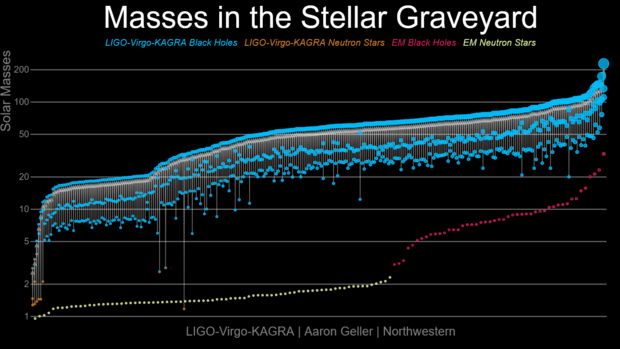 Masses in the Stellar Graveyard
LIGO-Virgo-KAGRA Black Holes LIGO-Virgo-KAGRA Neutron Stars EM Black Holes EM Neutron Stars
Solar Masses
200
100
50
20
10
5
2
1
LIGO-Virgo-KAGRA | Aaron Geller | Northwestern